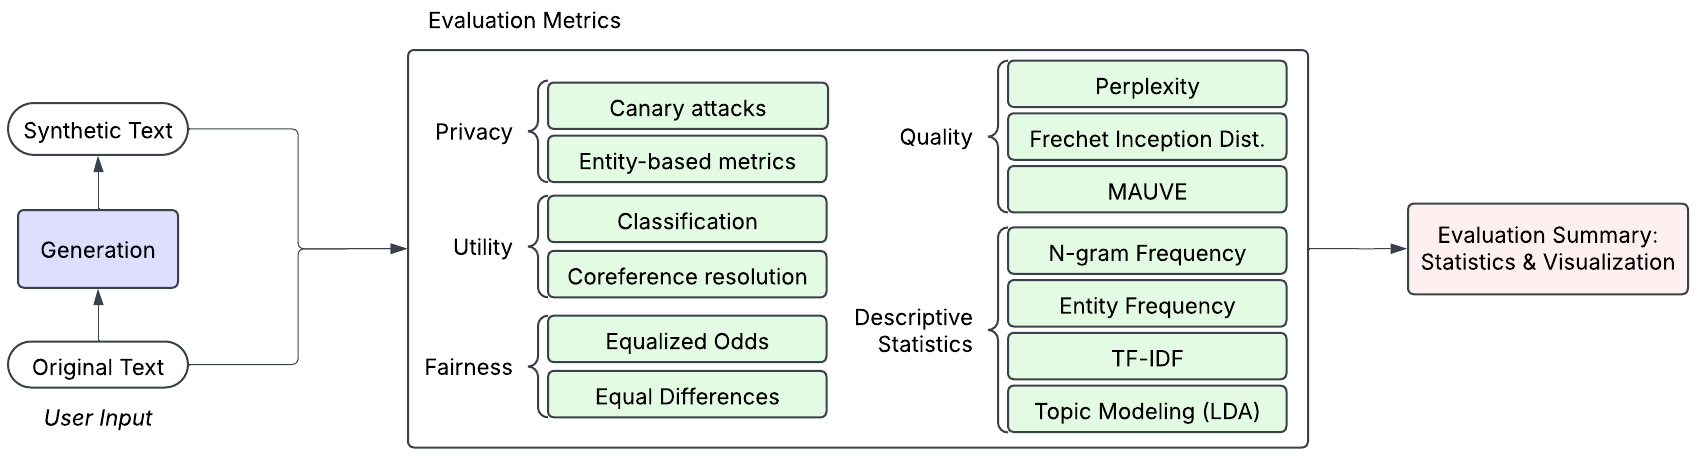 Evaluation Metrics
Synthetic Text
Generation
Original Text
User Input
Privacy
Canary attacks
Entity-based metrics
Utility
Classification
Coreference resolution
Fairness
Equalized Odds
Equal Differences
Quality
Perplexity
Frechet Inception Dist.
MAUVE
Descriptive
Statistics
N-gram Frequency
Entity Frequency
TF-IDF
Topic Modeling (LDA)
Evaluation Summary:
Statistics & Visualization